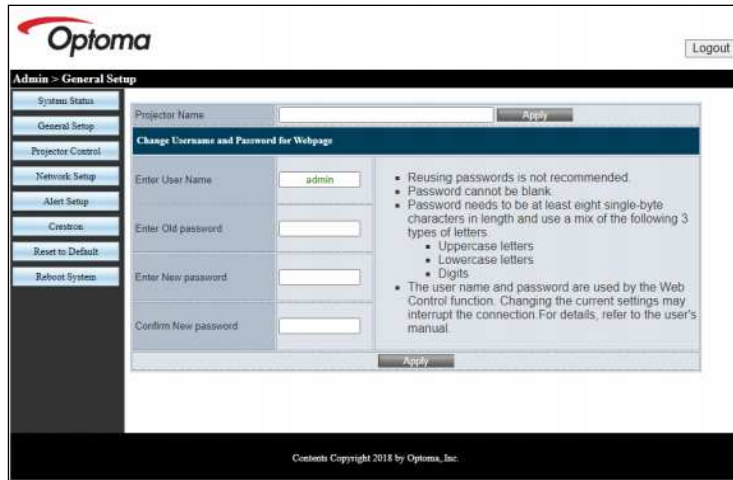 Optoma
Logout
Admin > General Setup
System Status
General Setup
Projector Control
Network Setup
Alert Setup
Crestron
Reset to Default
Reboot System
Projector Name
Apply
Change Username and Password for Webpage
Enter User Name
admin
Enter Old password
Enter New password
Confirm New password
Reusing passwords is not recommended.
Password cannot be blank.
Password needs to be at least eight single-byte
characters in length and use a mix of the following 3
types of letters.
Uppercase letters
Lowercase letters
Digits
The user name and password are used by the Web
Control function. Changing the current settings may
interrupt the connection.For details, refer to the user's
manual.
Apply
Contents Copyright 2018 by Optoma, Inc.